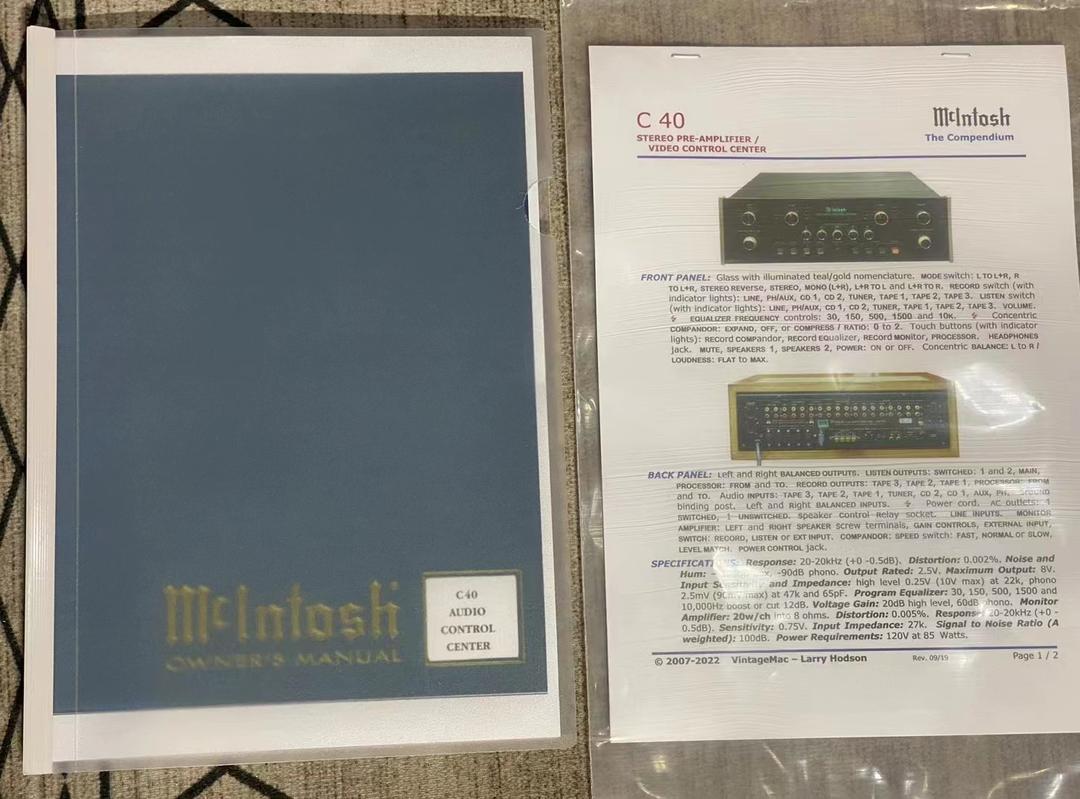 McIntosh
OWNER'S MANUAL
C40
AUDIO
CONTROL
CENTER
C 40
STEREO PRE-AMPLIFIER /
VIDEO CONTROL CENTER
McIntosh
The Compendium
McIntosh
FRONT PANEL: Glass with illuminated teal/gold nomenclature. MODE switch: L TO L+R, R
TO L+R, STEREO REVERSE, STEREO, MONO (L+R), L+R TO L and L+R TO R. RECORD switch (with
indicator lights): LINE, PH/AUX, CD 1, CD 2, TUNER, TAPE 1, TAPE 2, TAPE 3. LISTEN switch
(with indicator lights): LINE, PH/AUX, CD 1, CD 2, TUNER, TAPE 1, TAPE 2, TAPE 3. VOLUME.
EQUALIZER FREQUENCY controls: 30, 150, 500, 1500 and 10K. Concentric
COMPANDOR: EXPAND, OFF, or COMPRESS / RATIO: 0 to 2. Touch buttons (with indicator
lights): Record COMPandor, Record Equalizer, Record Monitor, PROCESSOR. HEADPHONES
jack. MUTE, SPEAKERS 1, SPEAKERS 2, POWER: ON or OFF. Concentric BALANCE: L to R /
LOUDNESS: FLAT to MAX.
BACK PANEL: Left and Right BALANCED OUTPUTS. LISTEN OUTPUTS: SWITCHED: 1 and 2, MAIN,
PROCESSOR: FROM and TO. RECORD OUTPUTS: TAPE 3, TAPE 2, TAPE 1, PROCESSOR: FROM
and TO. Audio INPUTS: TAPE 3, TAPE 2, TAPE 1, TUNER, CD 2, CD 1, AUX, PH, GROUND
binding post. Left and Right BALANCED INPUTS. Power cord. AC outlets: 1
SWITCHED, 1 UNSWITCHED. Speaker Control Relay socket. LINE INPUTS. MONITOR
AMPLIFIER: LEFT and RIGHT SPEAKER screw terminals, GAIN CONTROLS, EXTERNAL INPUT,
SWITCH: RECORD, LISTEN or EXT INPUT. COMPANDOR: SPEED switch: FAST, NORMAL or SLOW,
LEVEL MATCH. POWER CONTROL jack.
Response: 20-20kHz (+0 -0.5dB). Distortion: 0.002%. Noise and
Hum: -90dB phono. Output Rated: 2.5V. Maximum Output: 8V.
Input Sensitivity and Impedance: high level 0.25V (10V max) at 22k, phono
2.5mV max) at 47k and 65pF. Program Equalizer: 30, 150, 500, 1500 and
10,000Hz boost or cut 12dB. Voltage Gain: 20dB high level, 60dB phono. Monitor
Amplifier: 20w/ch into 8 ohms. Distortion: 0.005%. Response: 20-20kHz (+0 -
0.5dB). Sensitivity: 0.75V. Input Impedance: 27k. Signal to Noise Ratio (A
weighted): 100dB. Power Requirements: 120V at 85 Watts.
© 2007-2022 VintageMac – Larry Hodson Rev. 09/19 Page 1 / 2